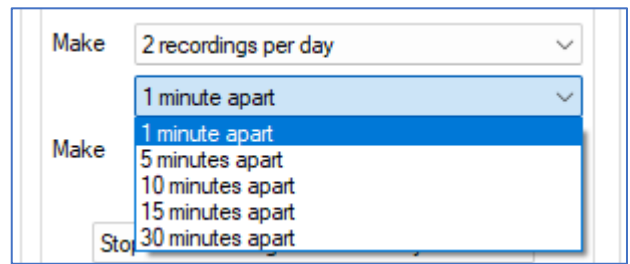 Make 2 recordings per day
1 minute apart
1 minute apart
Make
5 minutes apart
10 minutes apart
15 minutes apart
30 minutes apart